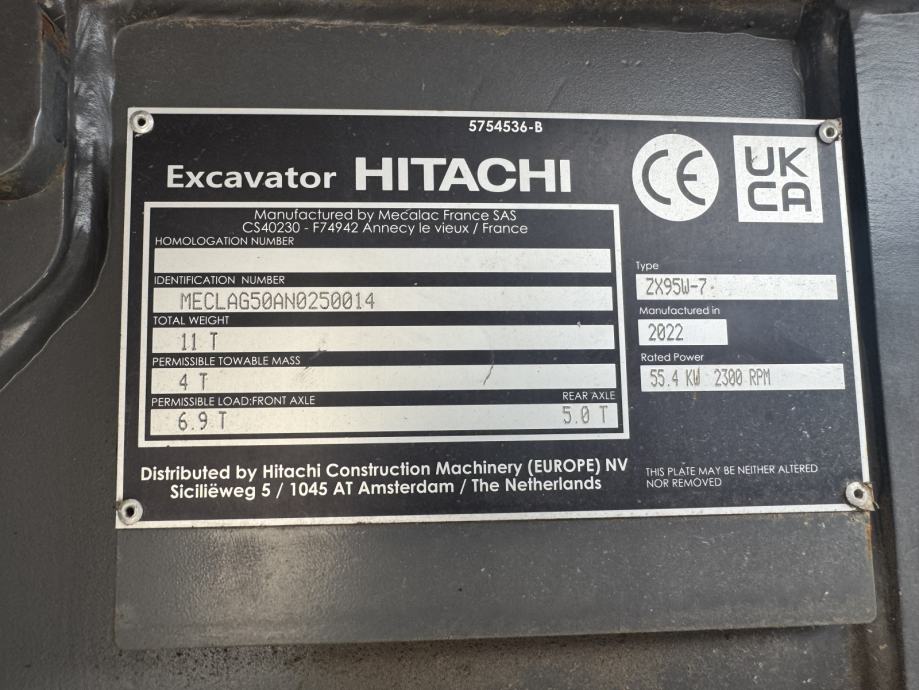 5754536-B
Excavator HITACHI
CE
UK
CA
Manufactured by Mecalac France SAS
CS40230 - F74942 Annecy le vieux / France
HOMOLOGATION NUMBER
IDENTIFICATION NUMBER
MECLAG50AN0250014
TOTAL WEIGHT
11 T
PERMISSIBLE TOWABLE MASS
4 T
PERMISSIBLE LOAD:FRONT AXLE REAR AXLE
6.9 T 5.0 T
Type
ZX95W-7
Manufactured in
2022
Rated Power
55.4 KW 2300 RPM
Distributed by Hitachi Construction Machinery (EUROPE) NV
Siciliëweg 5 / 1045 AT Amsterdam / The Netherlands
THIS PLATE MAY BE NEITHER ALTERED
NOR REMOVED